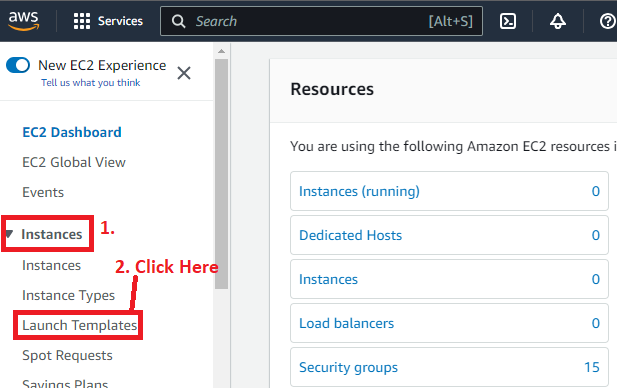 aws
Services
Search
[Alt+S]
New EC2 Experience
Tell us what you think
EC2 Dashboard
EC2 Global View
Events
Instances
1.
Instances
2. Click Here
Instance Types
Launch Templates
Spot Requests
Savings Plans
Resources
You are using the following Amazon EC2 resources i
Instances (running) 0
Dedicated Hosts 0
Instances 0
Load balancers 0
Security groups 15